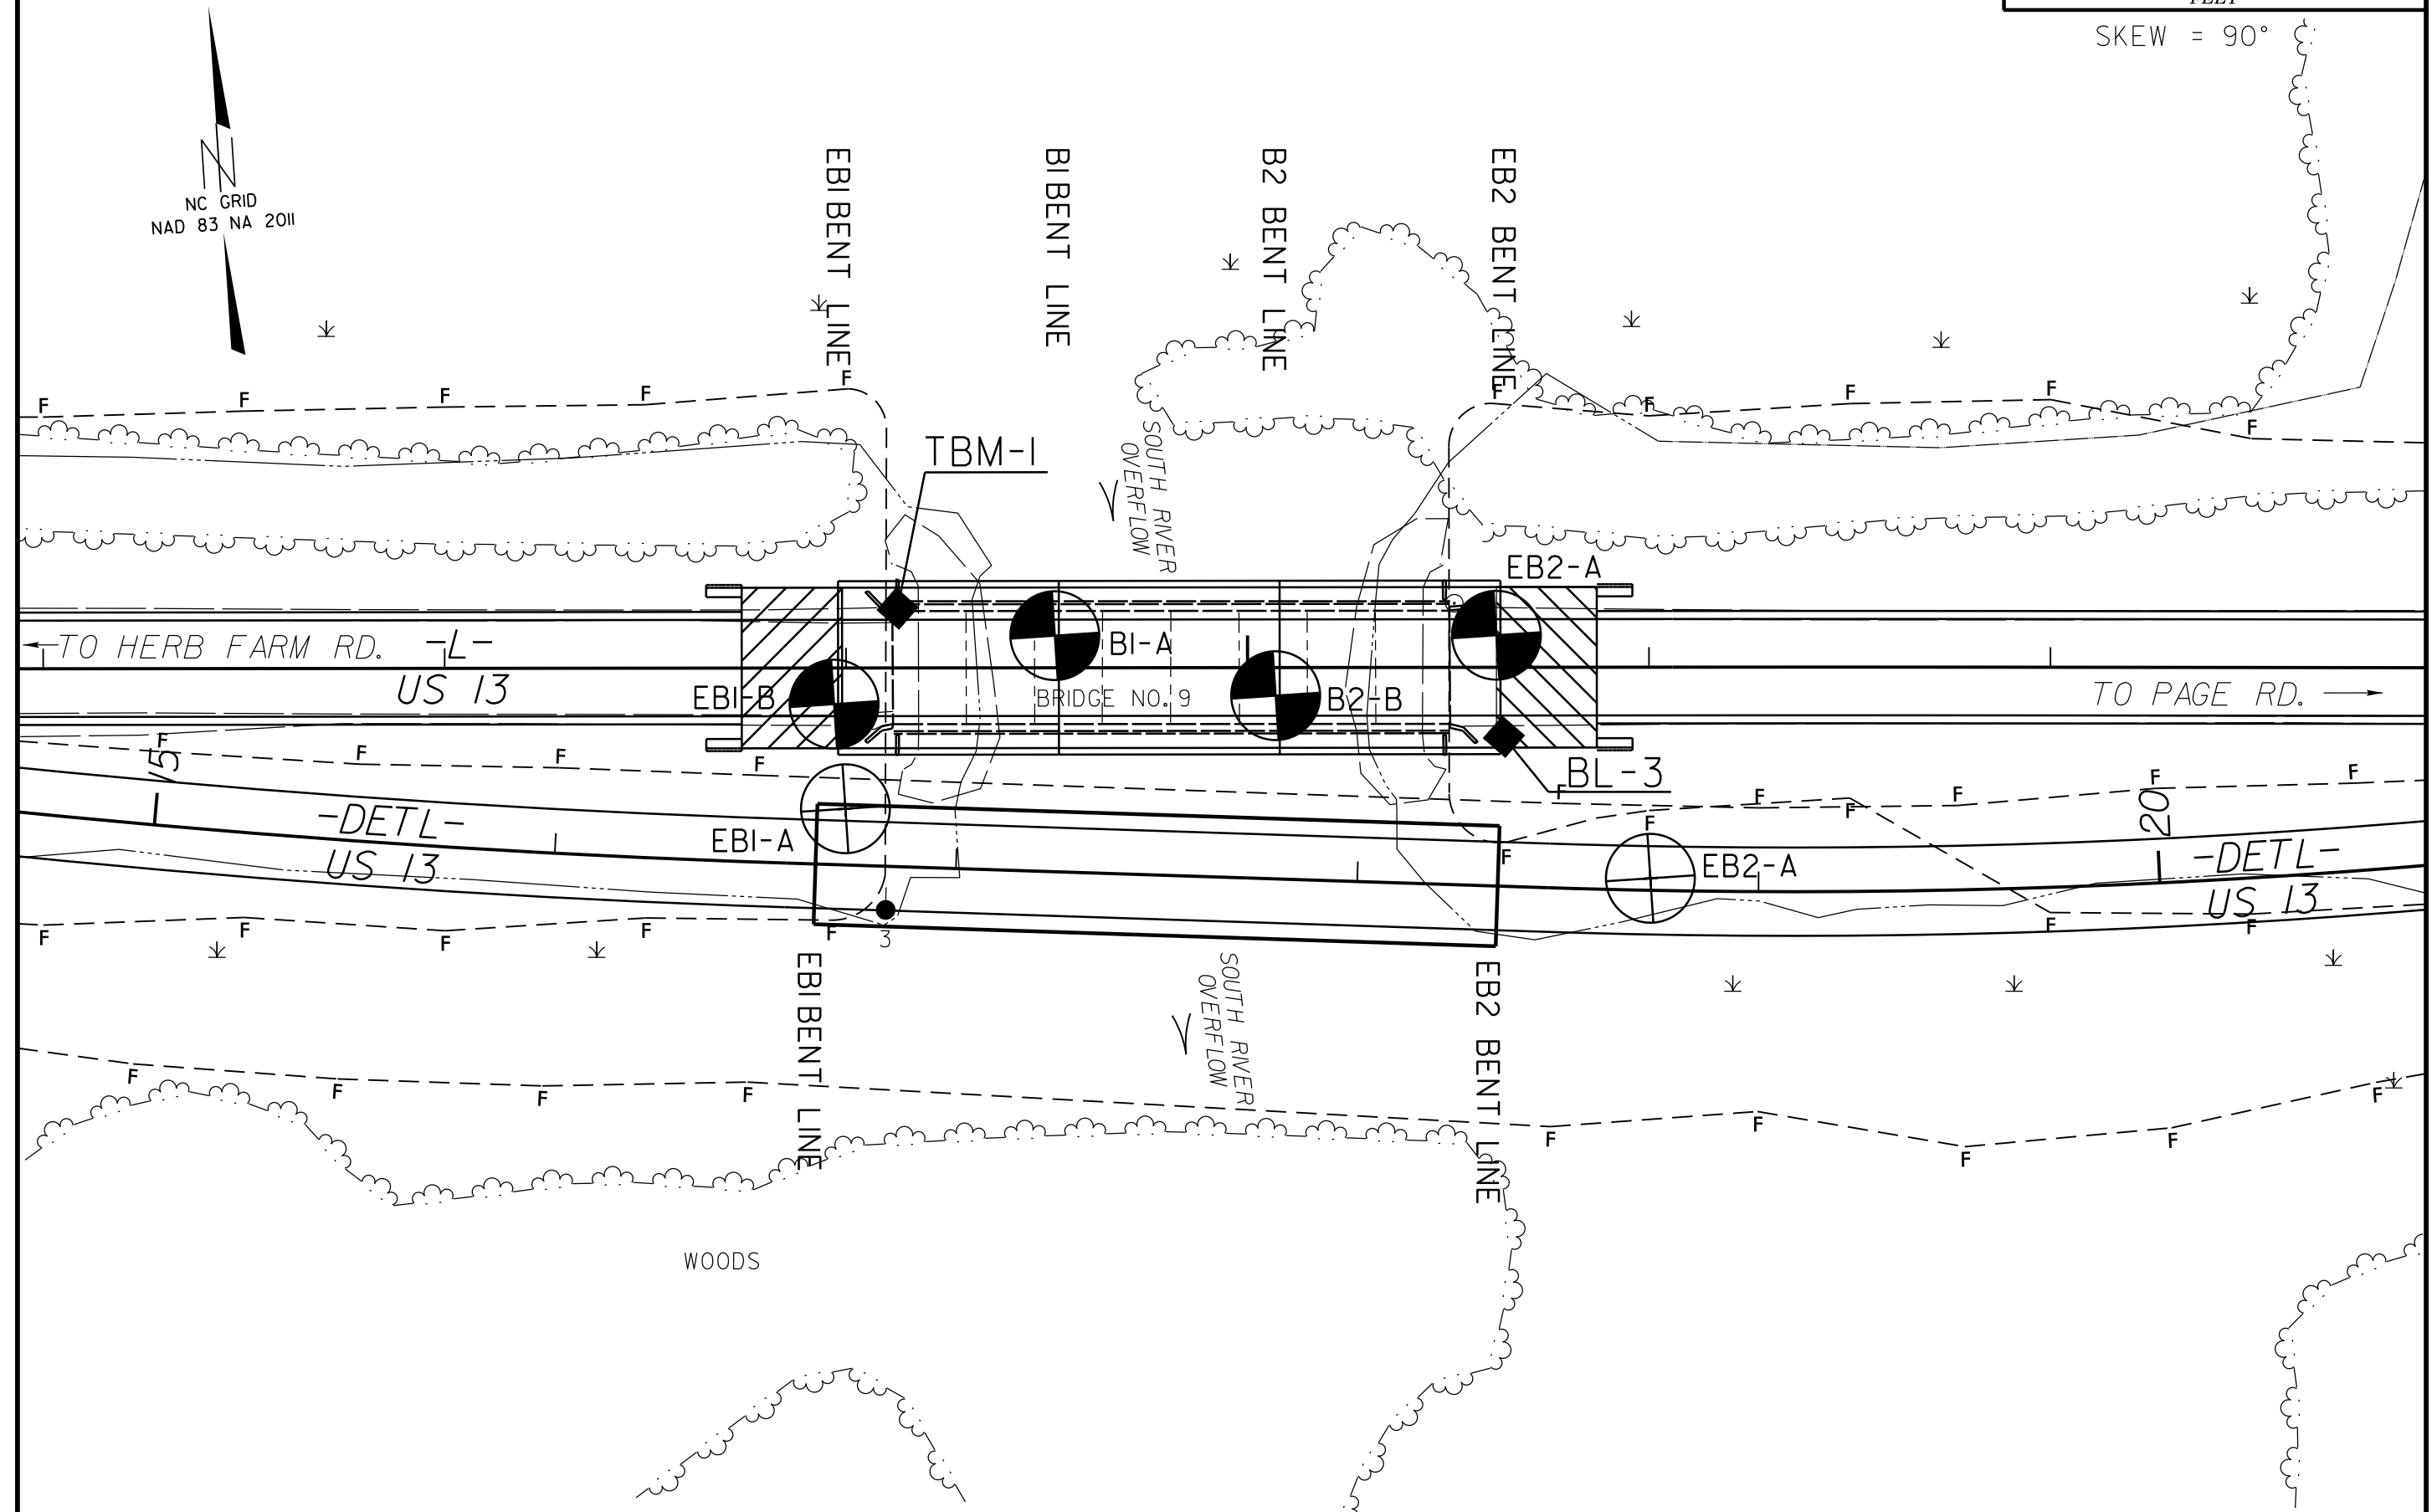 SKEW = 90°
N
NC GRID
NAD 83 NA 2011
EB1 BENT LINE
B1 BENT LINE
B2 BENT LINE
EB2 BENT LINE
F F F F F F F F F F F
TBM-1
SOUTH RIVER
OVERFLOW
EB2-A
TO HERB FARM RD.
-L-
B1-A
US 13
EB1-B
BRIDGE NO. 9
B2-B
TO PAGE RD.
F F F F
15
BL-3
F F F F F F F F
20
-DETL-
EB1-A
US 13
EB2-A
-DETL-
US 13
F F F F F F F
3
EB1 BENT LINE
SOUTH RIVER
OVERFLOW
EB2 BENT LINE
F F F F F F F F F
WOODS